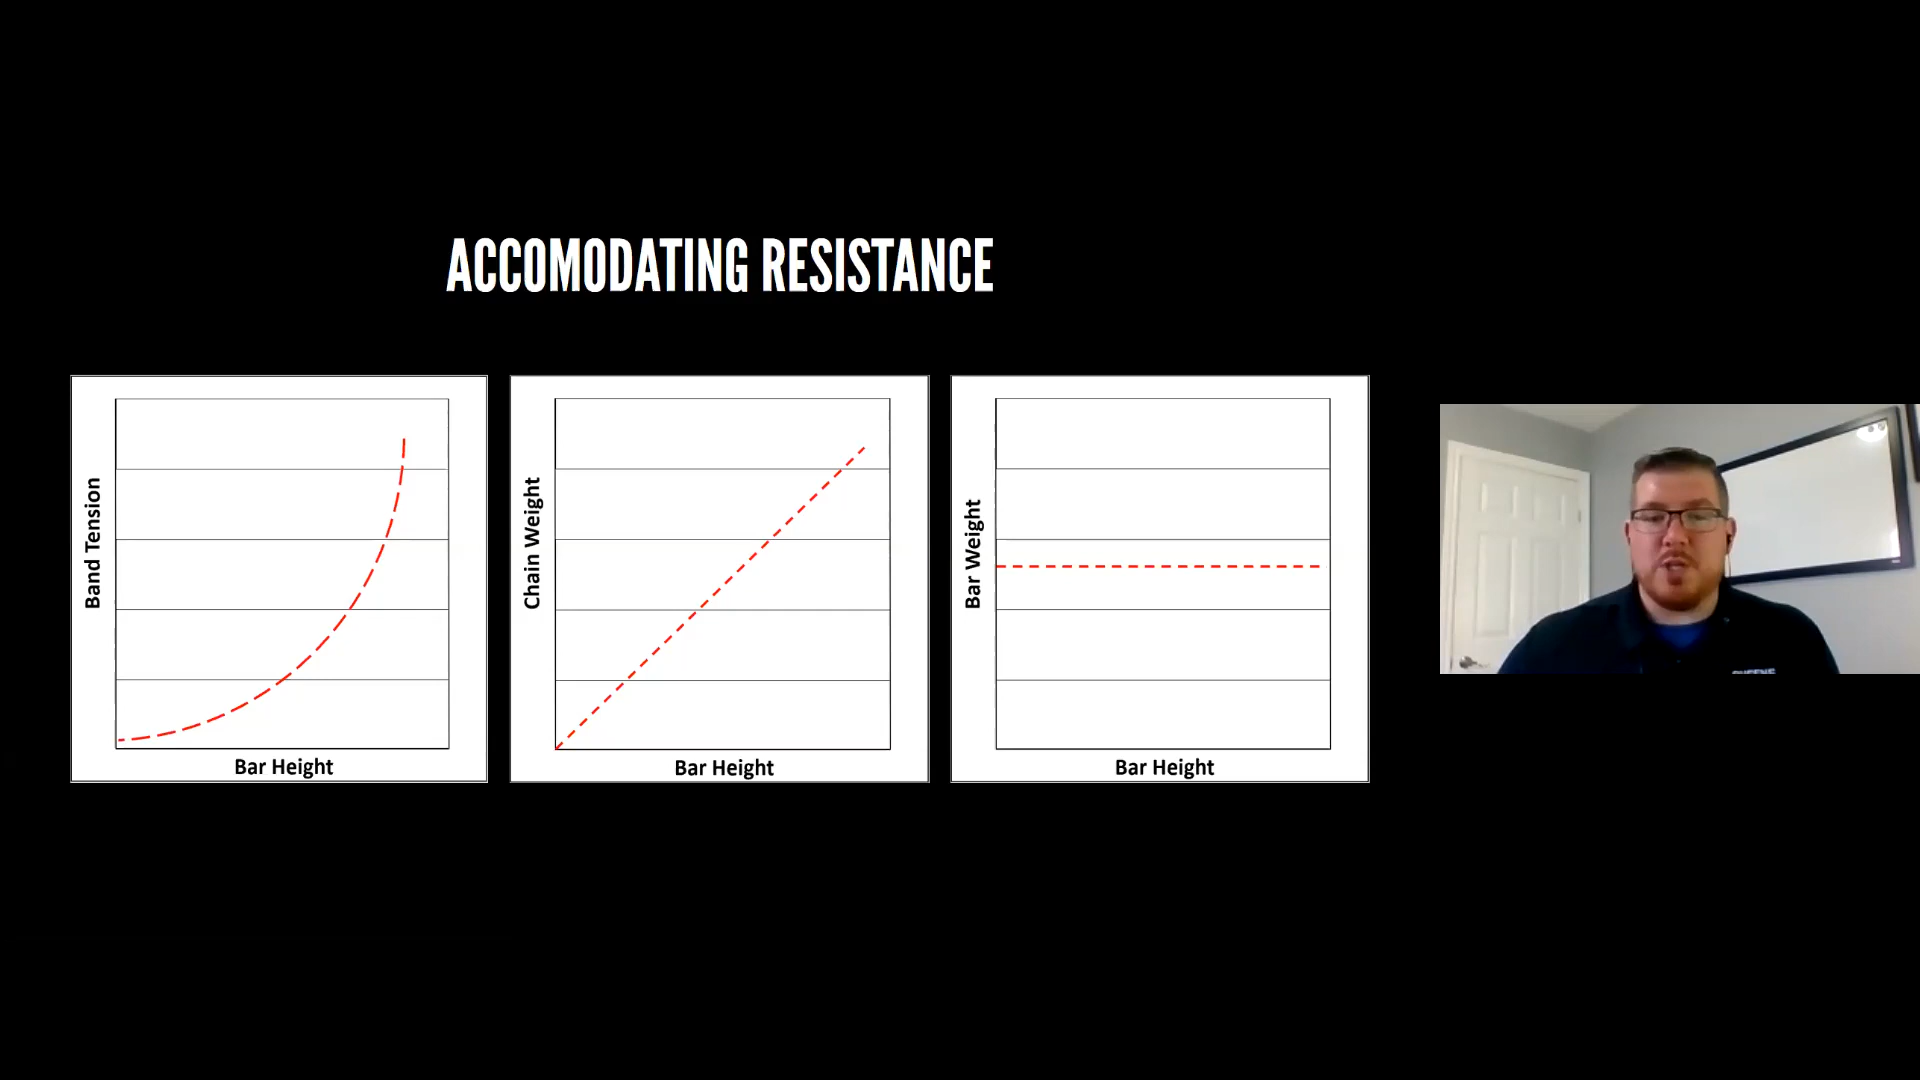 ACCOMODATING RESISTANCE
Band Tension
Bar Height
Chain Weight
Bar Height
Bar Weight
Bar Height